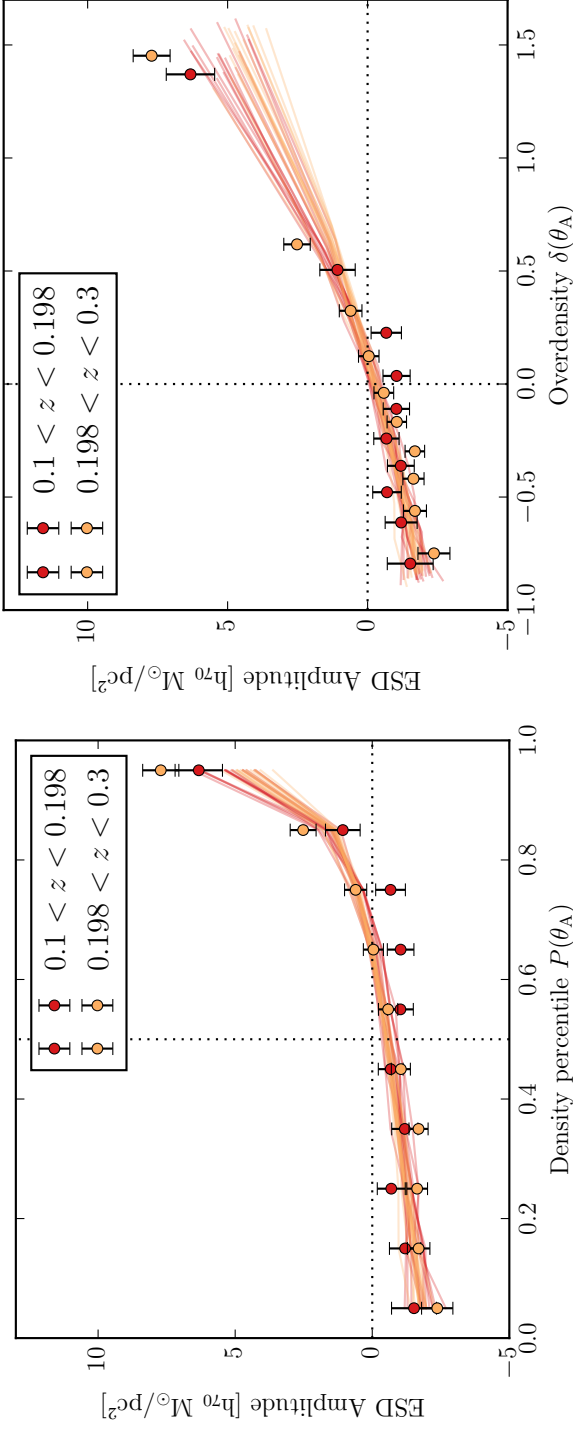 ESD Amplitude [h₇₀ M⊙/pc²]
10
5
0
−5
0.1 < z < 0.198
0.198 < z < 0.3
0.0 0.2 0.4 0.6 0.8 1.0
Density percentile P(θ_A)
ESD Amplitude [h₇₀ M⊙/pc²]
10
5
0
−5
0.1 < z < 0.198
0.198 < z < 0.3
−1.0 −0.5 0.0 0.5 1.0 1.5
Overdensity δ(θ_A)